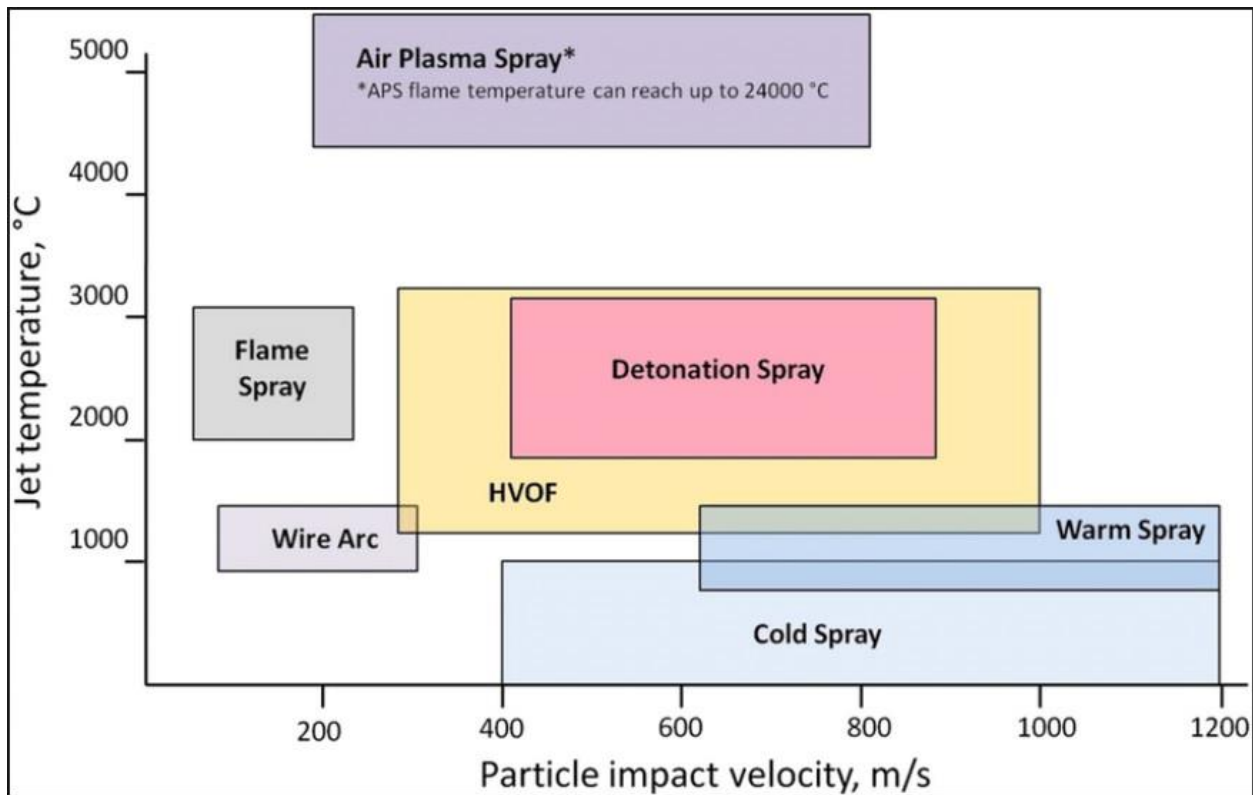 5000
4000
3000
2000
1000
Jet temperature, °C
Air Plasma Spray*
*APS flame temperature can reach up to 24000 °C
Flame
Spray
Detonation Spray
HVOF
Wire Arc
Warm Spray
Cold Spray
200
400
600
800
1000
1200
Particle impact velocity, m/s